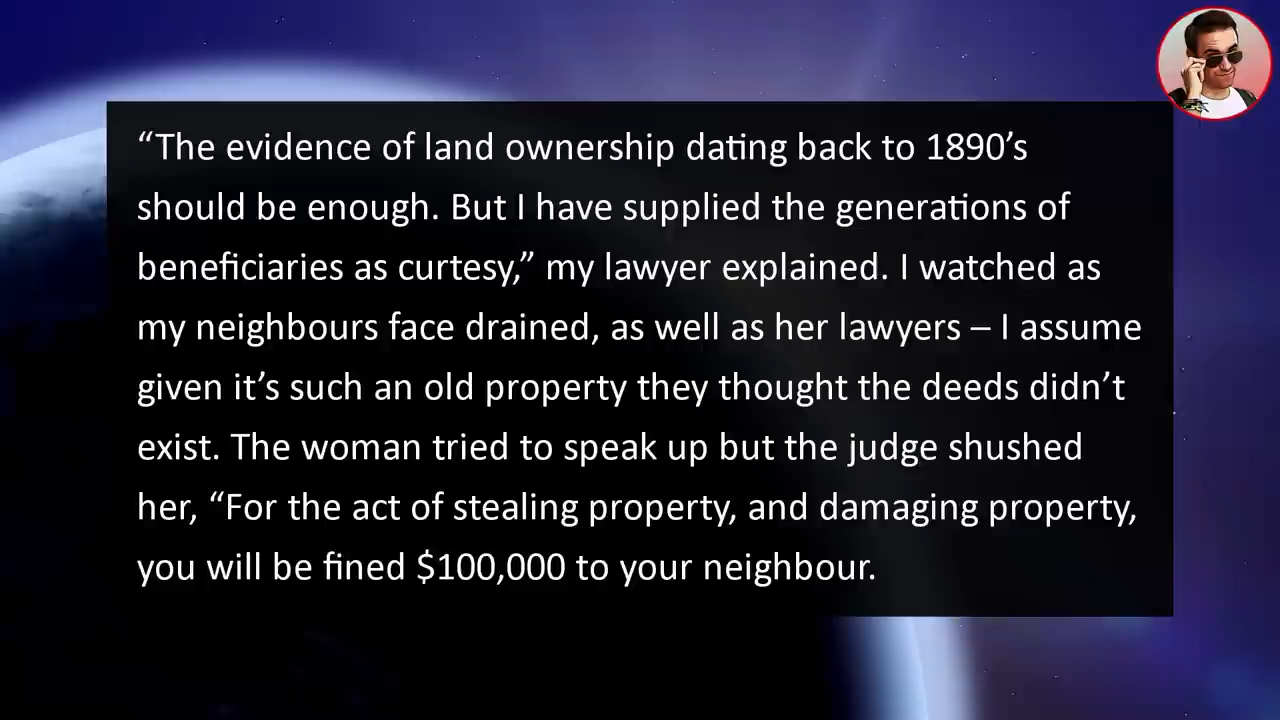 “The evidence of land ownership dating back to 1890’s
should be enough. But I have supplied the generations of
beneficiaries as curtesy,” my lawyer explained. I watched as
my neighbours face drained, as well as her lawyers – I assume
given it’s such an old property they thought the deeds didn’t
exist. The woman tried to speak up but the judge shushed
her, “For the act of stealing property, and damaging property,
you will be fined $100,000 to your neighbour.